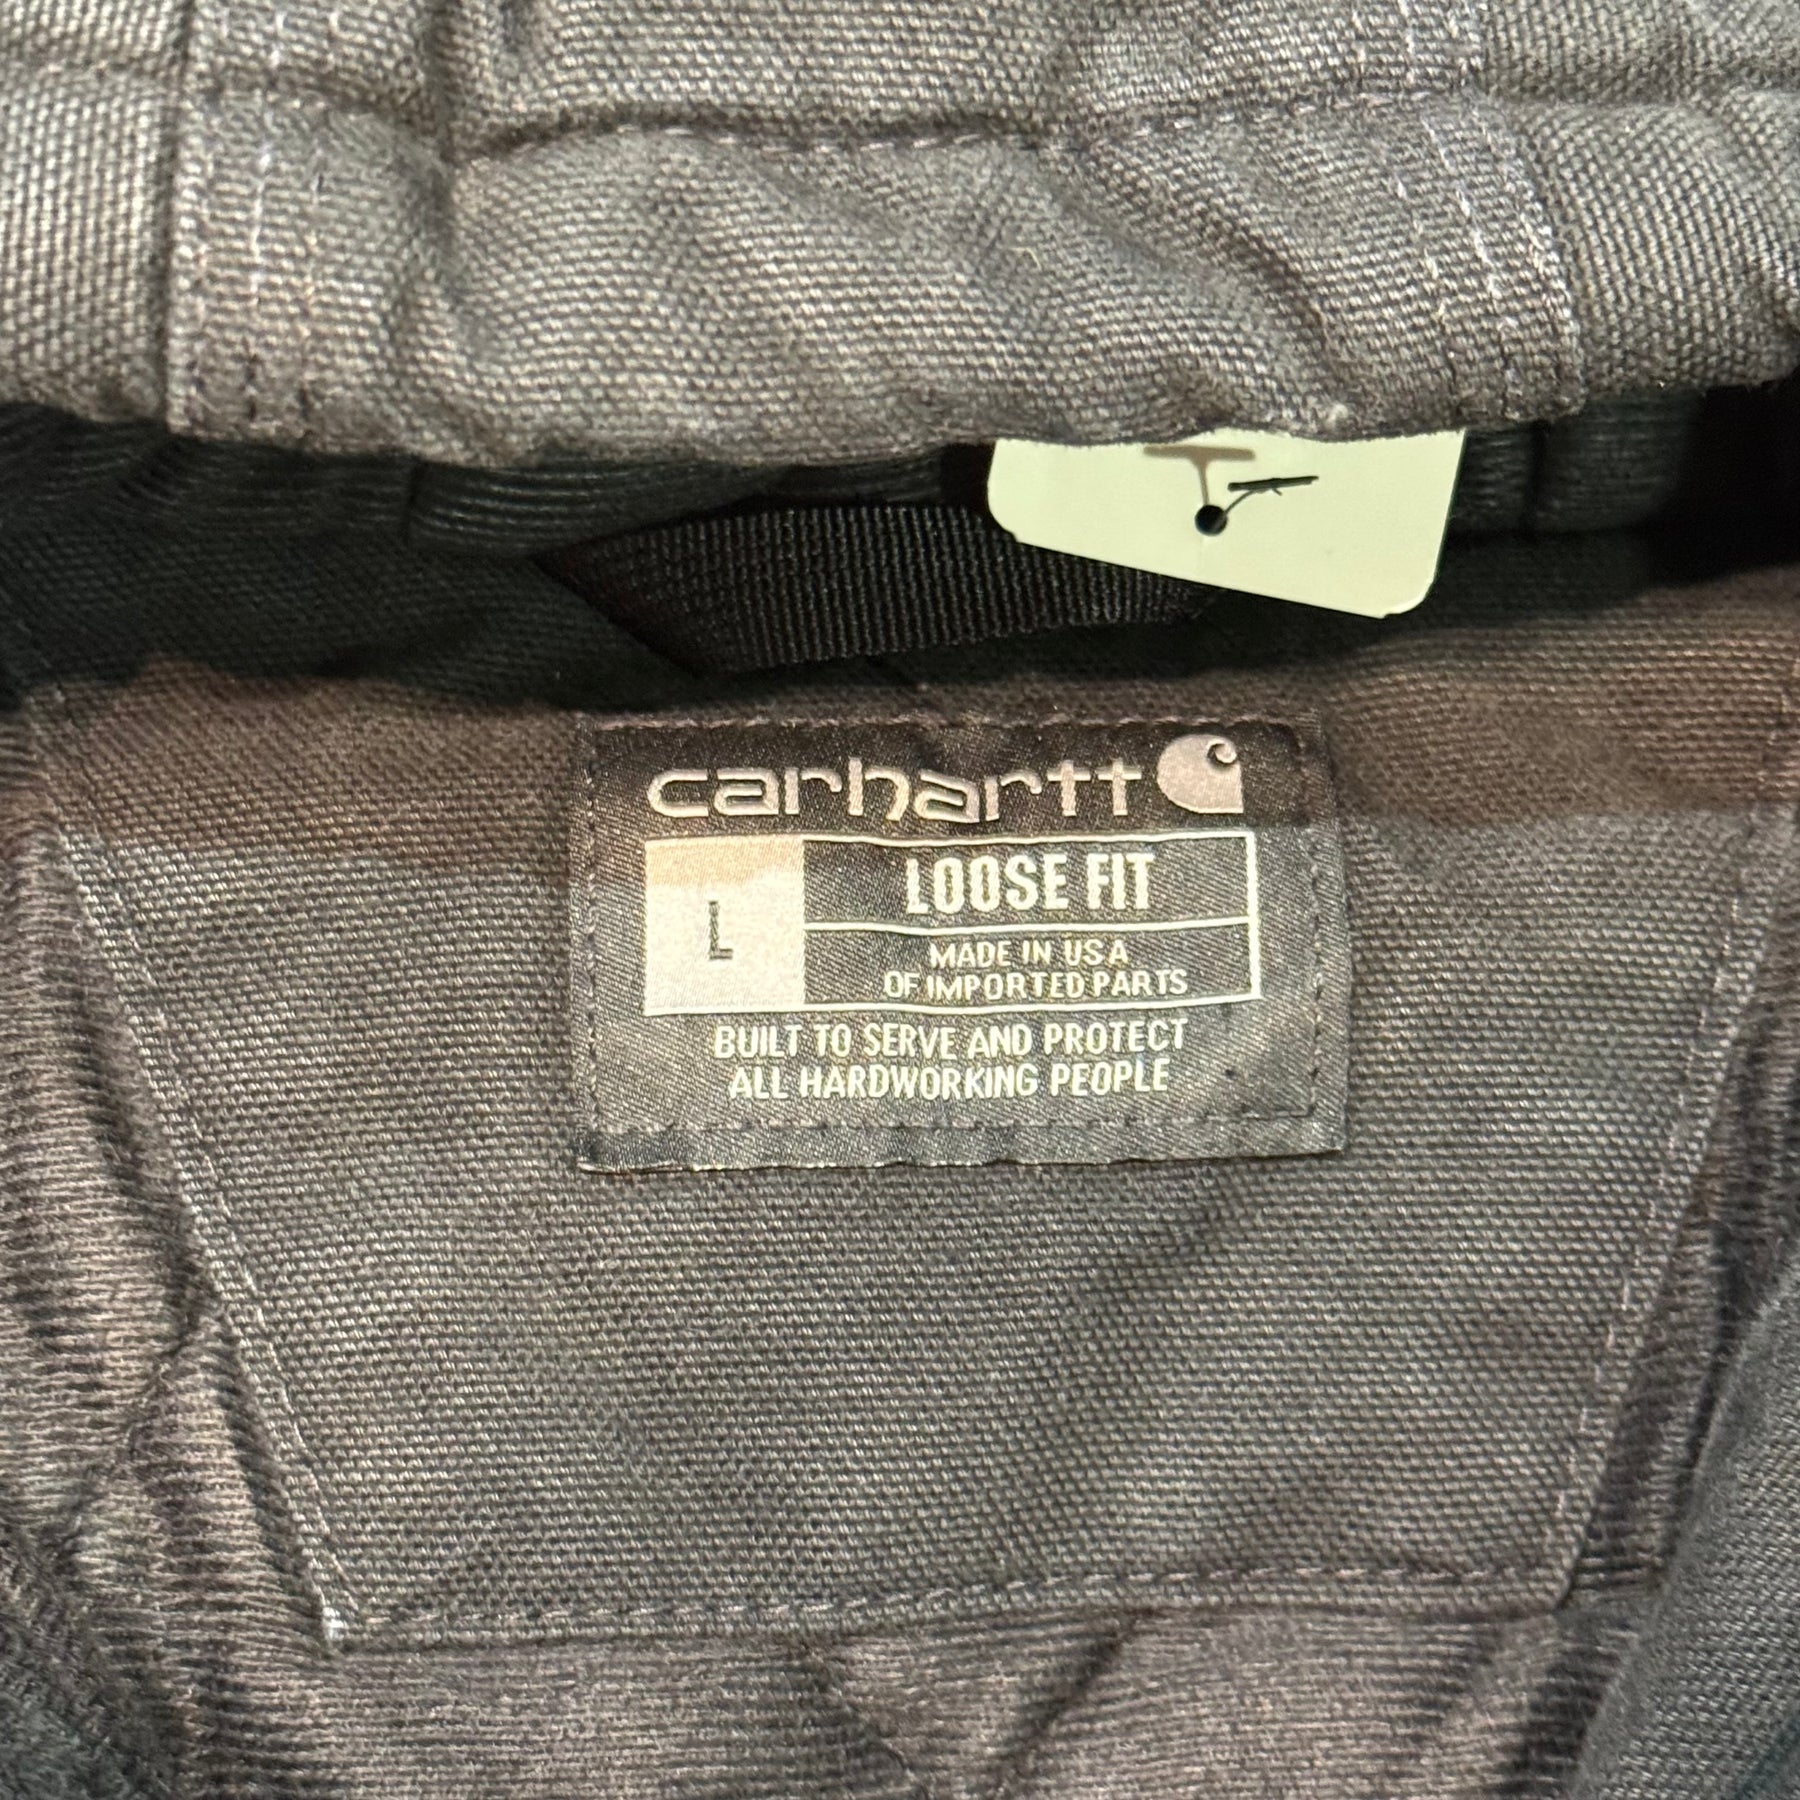 carhartt
L
LOOSE FIT
MADE IN USA
OF IMPORTED PARTS
BUILT TO SERVE AND PROTECT
ALL HARDWORKING PEOPLE